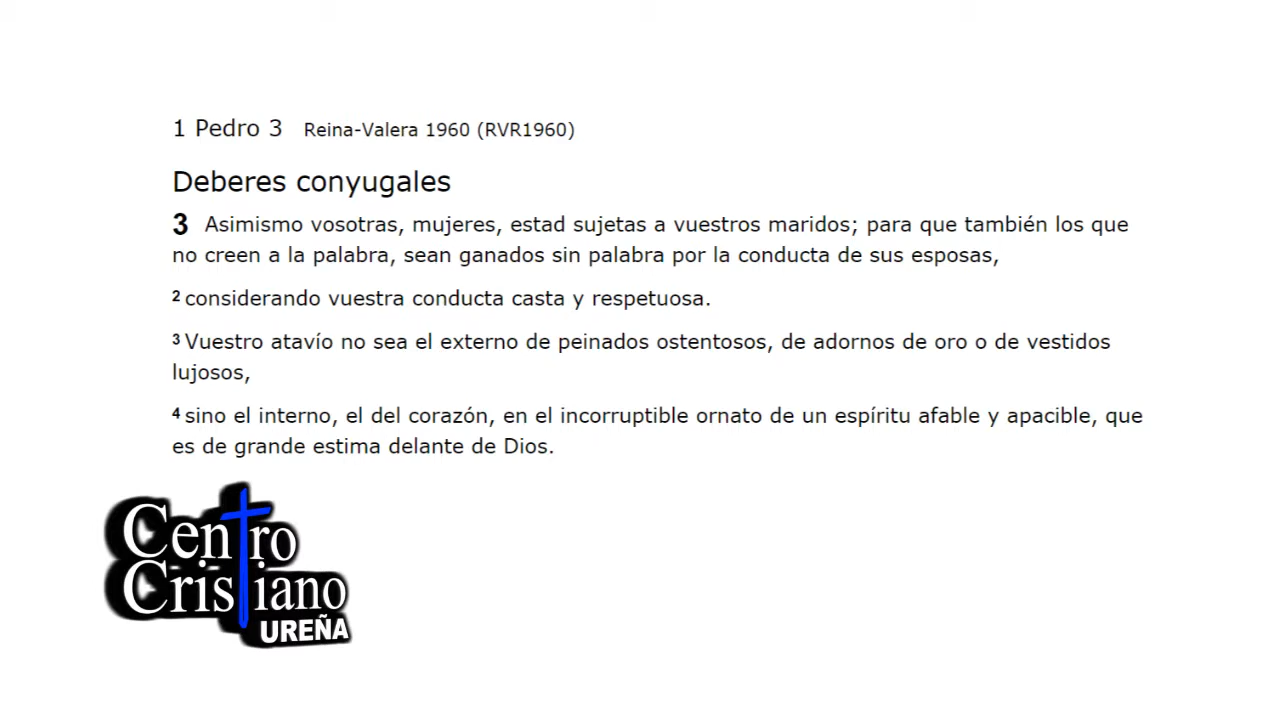 1 Pedro 3 Reina-Valera 1960 (RVR1960)
Deberes conyugales
3 Asimismo vosotras, mujeres, estad sujetas a vuestros maridos; para que también los que
no creen a la palabra, sean ganados sin palabra por la conducta de sus esposas,
2 considerando vuestra conducta casta y respetuosa.
3 Vuestro atavío no sea el externo de peinados ostentosos, de adornos de oro o de vestidos
lujosos,
4 sino el interno, el del corazón, en el incorruptible ornato de un espíritu afable y apacible, que
es de grande estima delante de Dios.
Centro
Cristiano
UREÑA